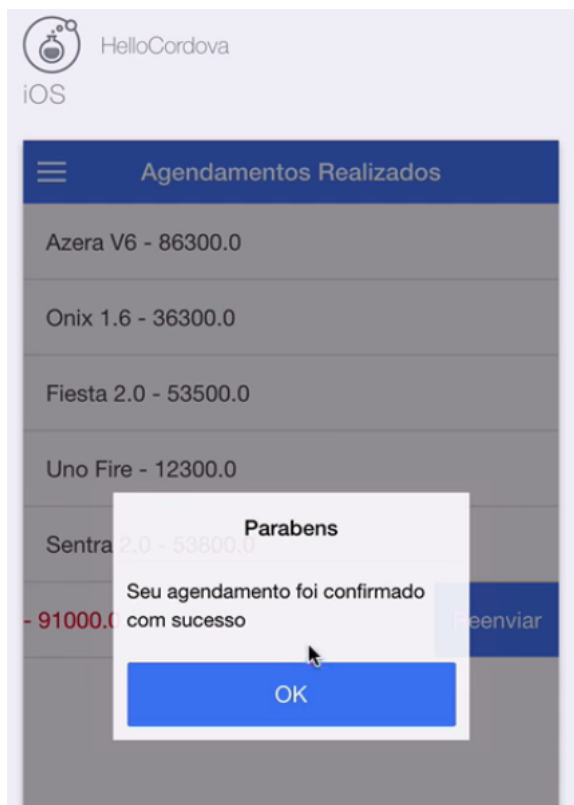 HelloCordova
iOS
Agendamentos Realizados
Azera V6 - 86300.0
Onix 1.6 - 36300.0
Fiesta 2.0 - 53500.0
Uno Fire - 12300.0
Sentra 2.0 - 53800.0
- 91000.0
Reenviar
Parabens
Seu agendamento foi confirmado
com sucesso
OK